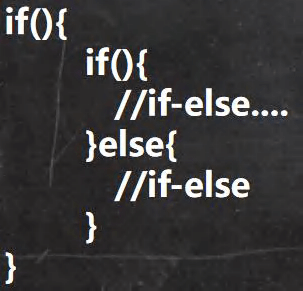 if(){
if(){
//if-else....
}else{
//if-else
}
}